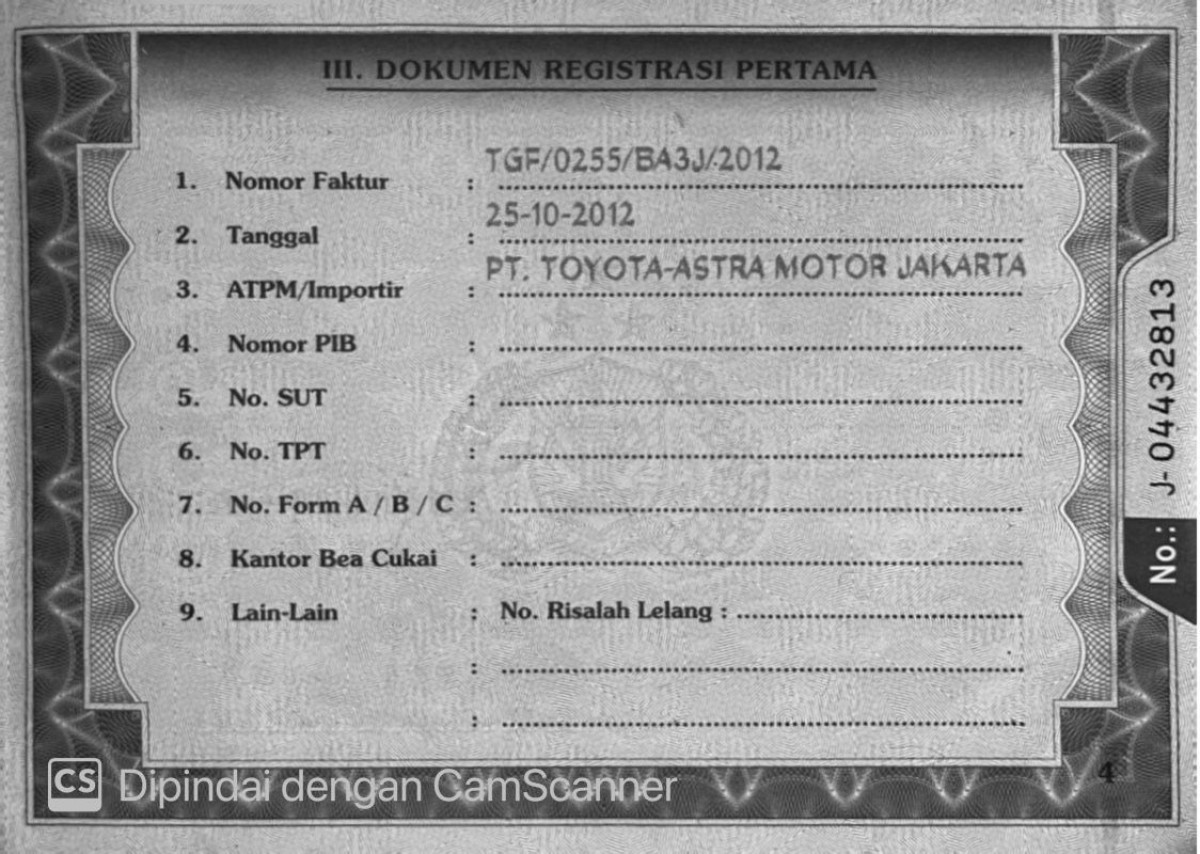 III. DOKUMEN REGISTRASI PERTAMA
1. Nomor Faktur : TGF/0255/BA3J/2012
2. Tanggal : 25-10-2012
3. ATPM/Importir : PT. TOYOTA-ASTRA MOTOR JAKARTA
4. Nomor PIB :
5. No. SUT :
6. No. TPT :
7. No. Form A / B / C :
8. Kantor Bea Cukai :
9. Lain-Lain : No. Risalah Lelang :
:
:
No.: J-04432813
4
CS Dipindai dengan CamScanner